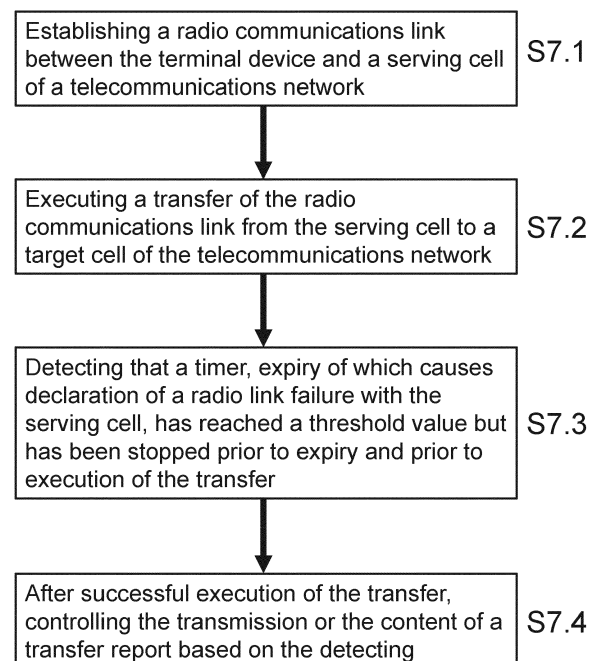 Establishing a radio communications link
between the terminal device and a serving cell
of a telecommunications network
S7.1
Executing a transfer of the radio
communications link from the serving cell to a
target cell of the telecommunications network
S7.2
Detecting that a timer, expiry of which causes
declaration of a radio link failure with the
serving cell, has reached a threshold value but
has been stopped prior to expiry and prior to
execution of the transfer
S7.3
After successful execution of the transfer,
controlling the transmission or the content of a
transfer report based on the detecting
S7.4